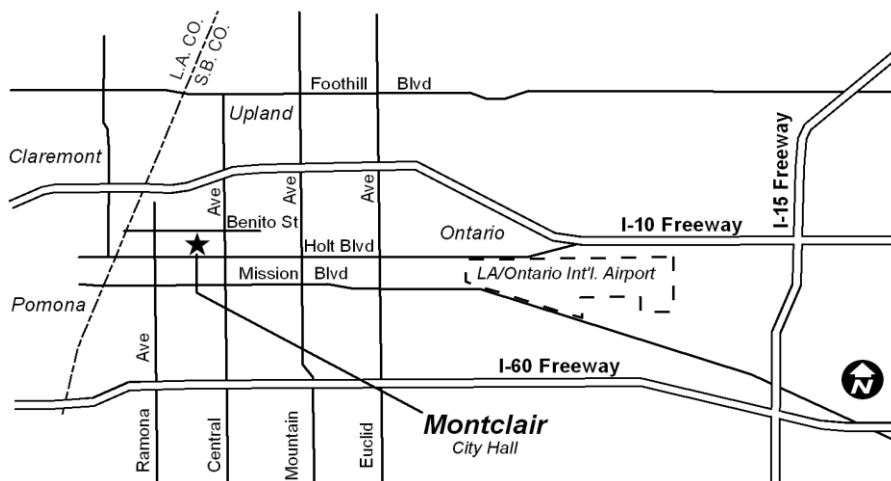 L.A. CO.
S.B. CO.
Foothill Blvd
Upland
Claremont
I-15 Freeway
Ave
Ave
Ave
Benito St
Ontario
I-10 Freeway
Holt Blvd
Mission Blvd
LA/Ontario Int'l. Airport
Pomona
Ave
I-60 Freeway
N
Montclair
City Hall
Ramona
Central
Mountain
Euclid